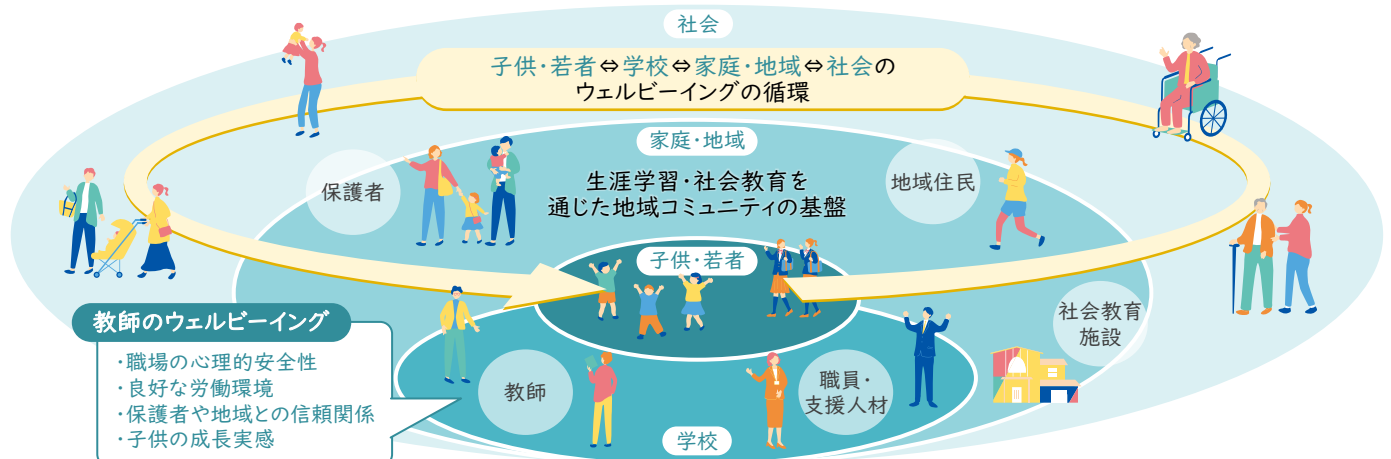 社会
子供・若者⇔学校⇔家庭・地域⇔社会の
ウェルビーイングの循環
家庭・地域
保護者
生涯学習・社会教育を
通じた地域コミュニティの基盤
地域住民
子供・若者
社会教育
施設
教師のウェルビーイング
・職場の心理的安全性
・良好な労働環境
・保護者や地域との信頼関係
・子供の成長実感
教師
職員・
支援人材
学校